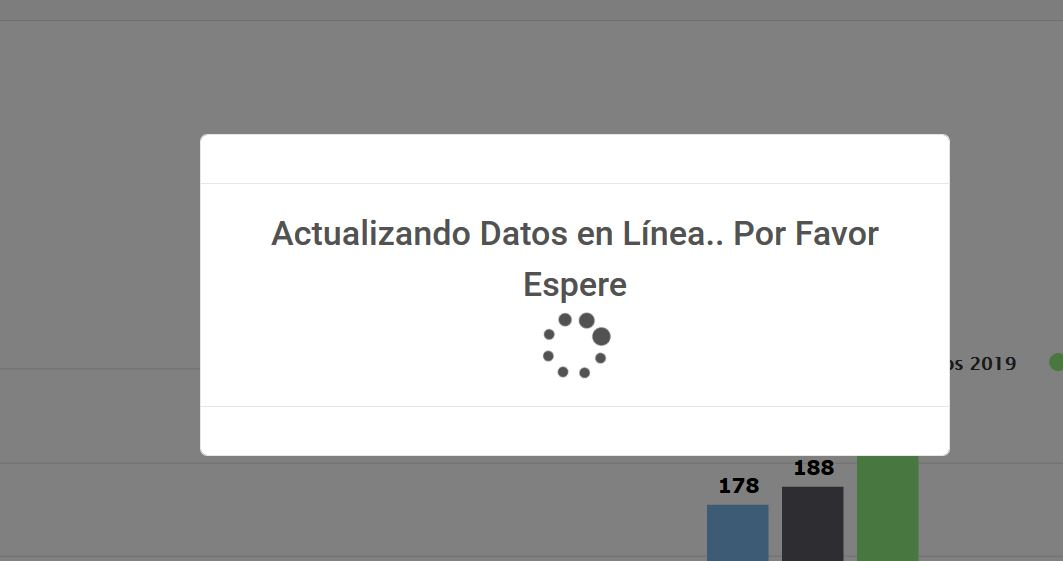 Actualizando Datos en Línea.. Por Favor
Espere
os 2019
188
178